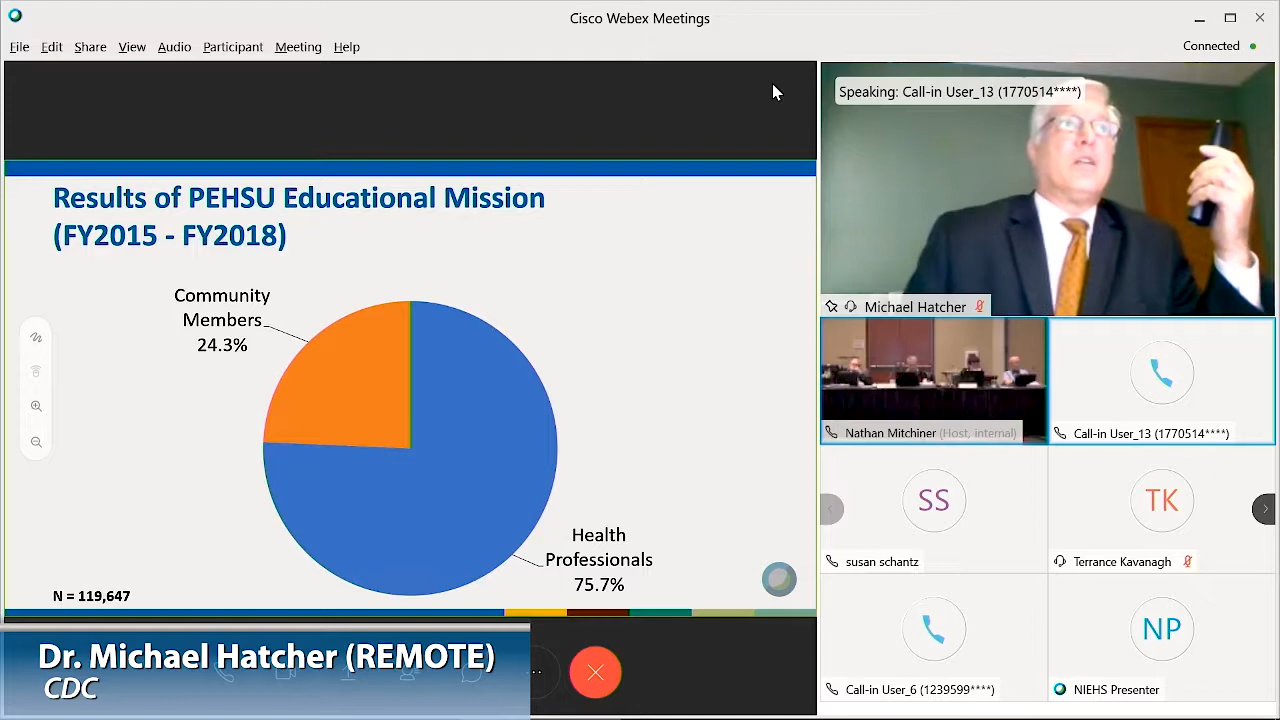 Cisco Webex Meetings
File Edit Share View Audio Participant Meeting Help
Connected
Speaking: Call-in User_13 (1770514****)
Results of PEHSU Educational Mission
(FY2015 - FY2018)
Community
Members
24.3%
Health
Professionals
75.7%
N = 119,647
Michael Hatcher
Nathan Mitchiner (Host, internal)
Call-in User_13 (1770514****)
SS
susan schantz
TK
Terrance Kavanagh
Call-in User_6 (1239599****)
NP
NIEHS Presenter
Dr. Michael Hatcher (REMOTE)
CDC